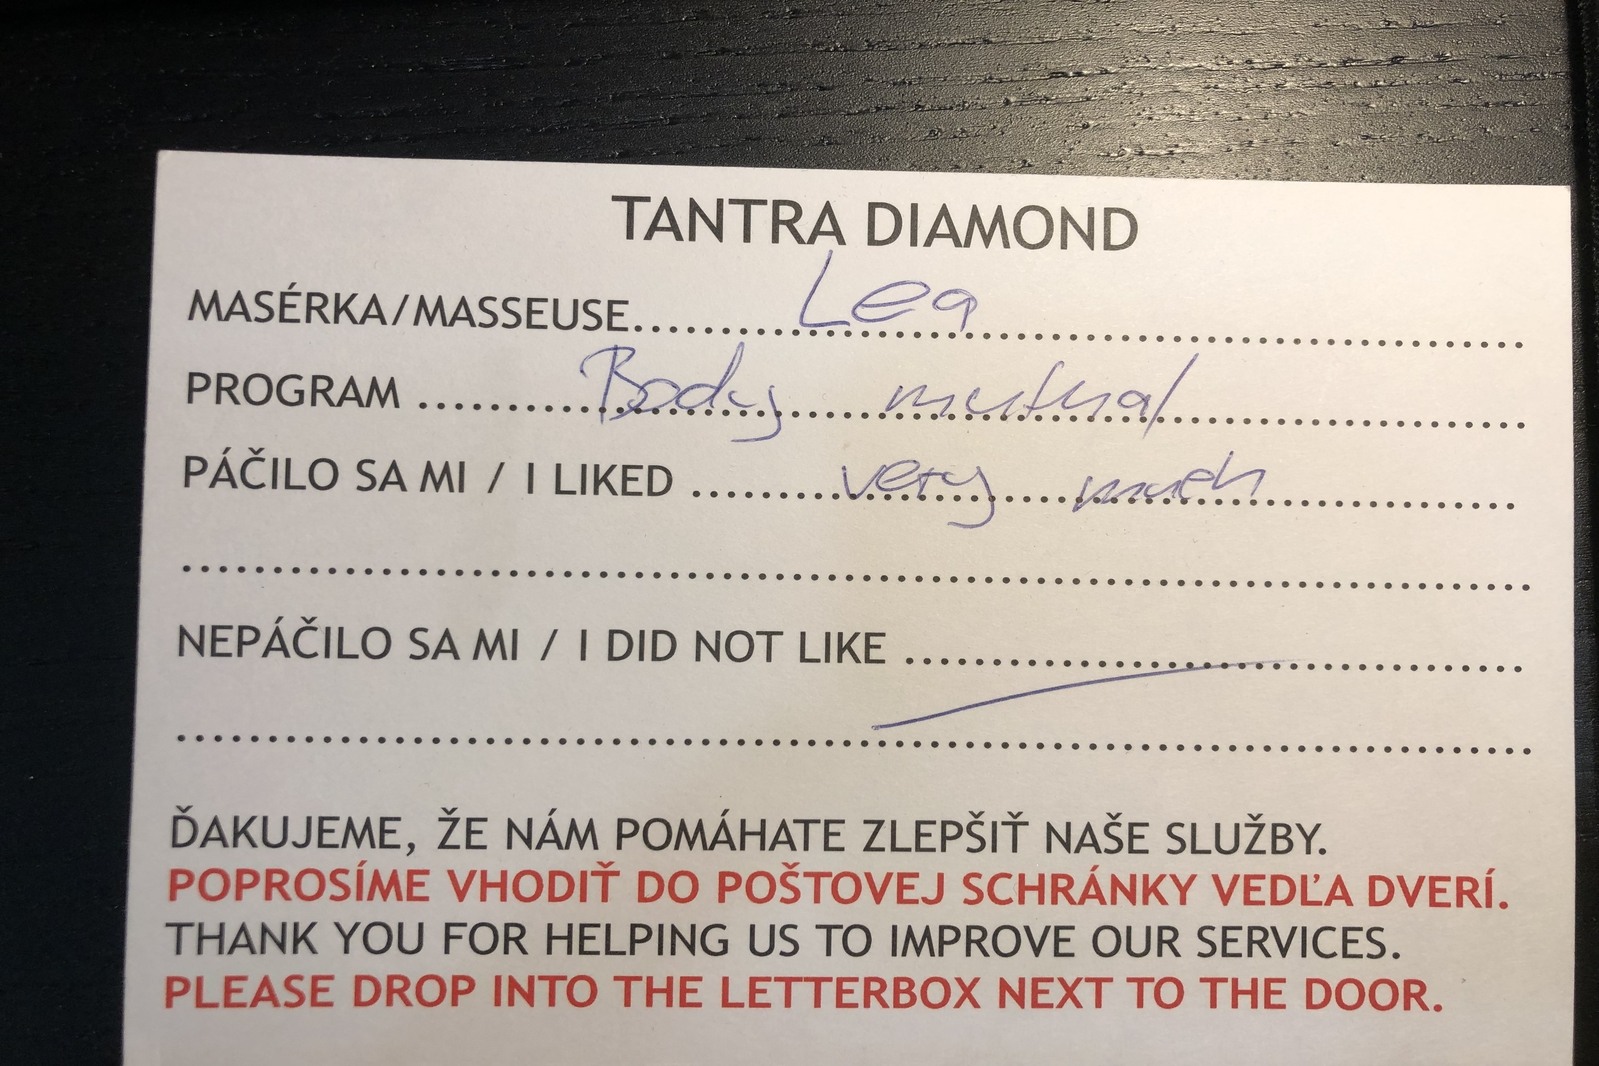 TANTRA DIAMOND
MASÉRKA/MASSEUSE.......... Lea
PROGRAM .......... Body muthal
PÁČILO SA MI / I LIKED .......... very much
NEPÁČILO SA MI / I DID NOT LIKE ..........
ĎAKUJEME, ŽE NÁM POMÁHATE ZLEPŠIŤ NAŠE SLUŽBY.
POPROSÍME VHODIŤ DO POŠTOVEJ SCHRÁNKY VEDĽA DVERÍ.
THANK YOU FOR HELPING US TO IMPROVE OUR SERVICES.
PLEASE DROP INTO THE LETTERBOX NEXT TO THE DOOR.